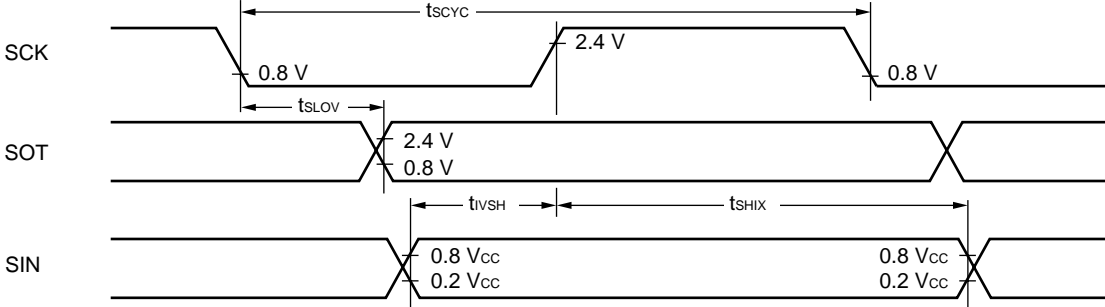 tSCYC
SCK
2.4 V
0.8 V
0.8 V
tSLOV
SOT
2.4 V
0.8 V
tIVSH
tSHIX
SIN
0.8 VCC
0.8 VCC
0.2 VCC
0.2 VCC